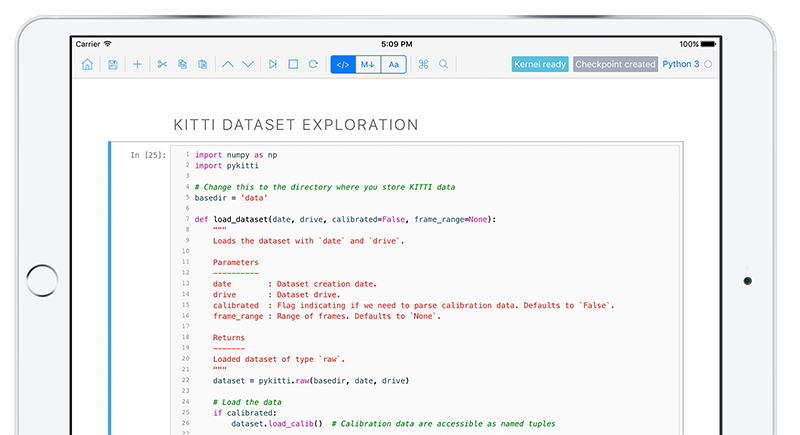 Carrier 5:09 PM 100%
</> M↓ Aa Kernel ready Checkpoint created Python 3
KITTI DATASET EXPLORATION
In [25]:
1 import numpy as np
2 import pykitti
3
4 # Change this to the directory where you store KITTI data
5 basedir = 'data'
6
7 def load_dataset(date, drive, calibrated=False, frame_range=None):
8 """
9 Loads the dataset with `date` and `drive`.
10
11 Parameters
12 ----------
13 date : Dataset creation date.
14 drive : Dataset drive.
15 calibrated : Flag indicating if we need to parse calibration data. Defaults to `False`.
16 frame_range : Range of frames. Defaults to `None`.
17
18 Returns
19 -------
20 Loaded dataset of type `raw`.
21 """
22 dataset = pykitti.raw(basedir, date, drive)
23
24 # Load the data
25 if calibrated:
26 dataset.load_calib() # Calibration data are accessible as named tuples
27